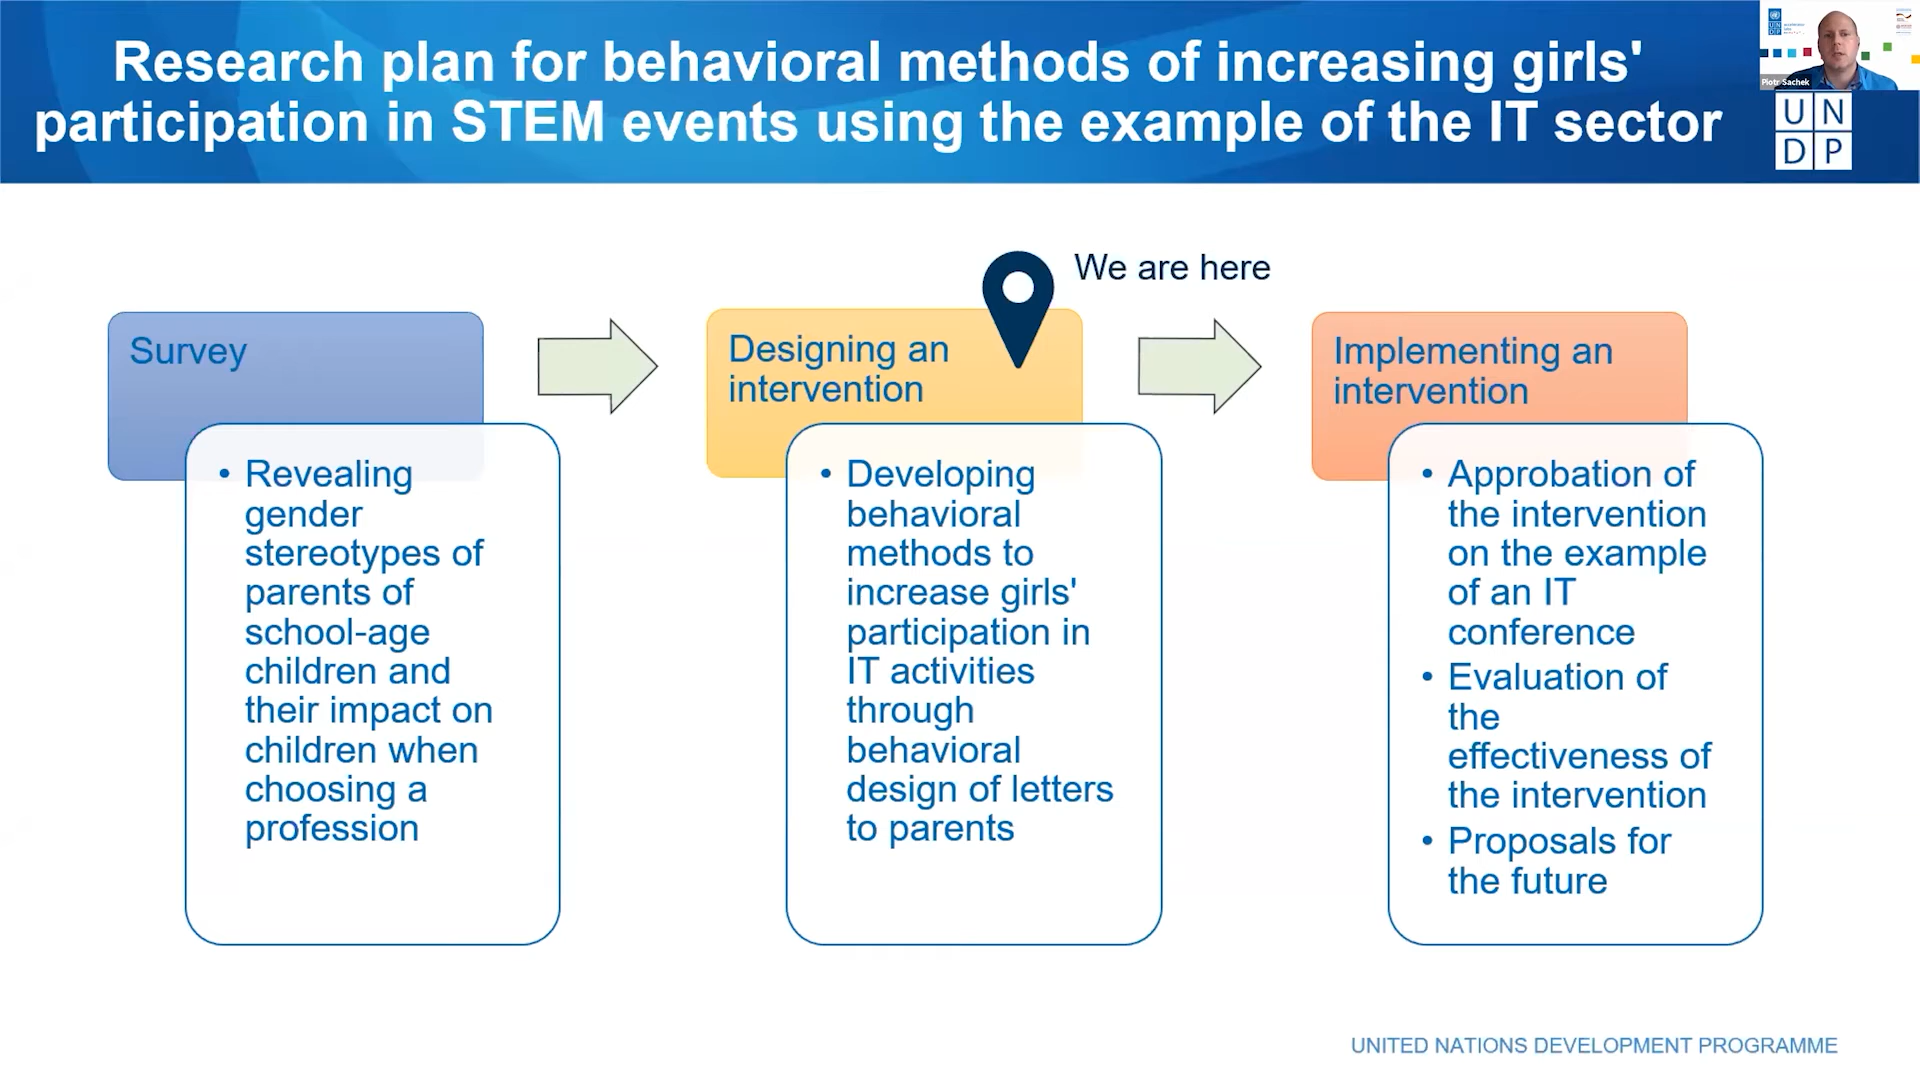 Research plan for behavioral methods of increasing girls'
participation in STEM events using the example of the IT sector
Piotr Sachek
U N
D P
We are here
Survey
• Revealing
gender
stereotypes of
parents of
school-age
children and
their impact on
children when
choosing a
profession
Designing an
intervention
• Developing
behavioral
methods to
increase girls'
participation in
IT activities
through
behavioral
design of letters
to parents
Implementing an
intervention
• Approbation of
the intervention
on the example
of an IT
conference
• Evaluation of
the
effectiveness of
the intervention
• Proposals for
the future
UNITED NATIONS DEVELOPMENT PROGRAMME